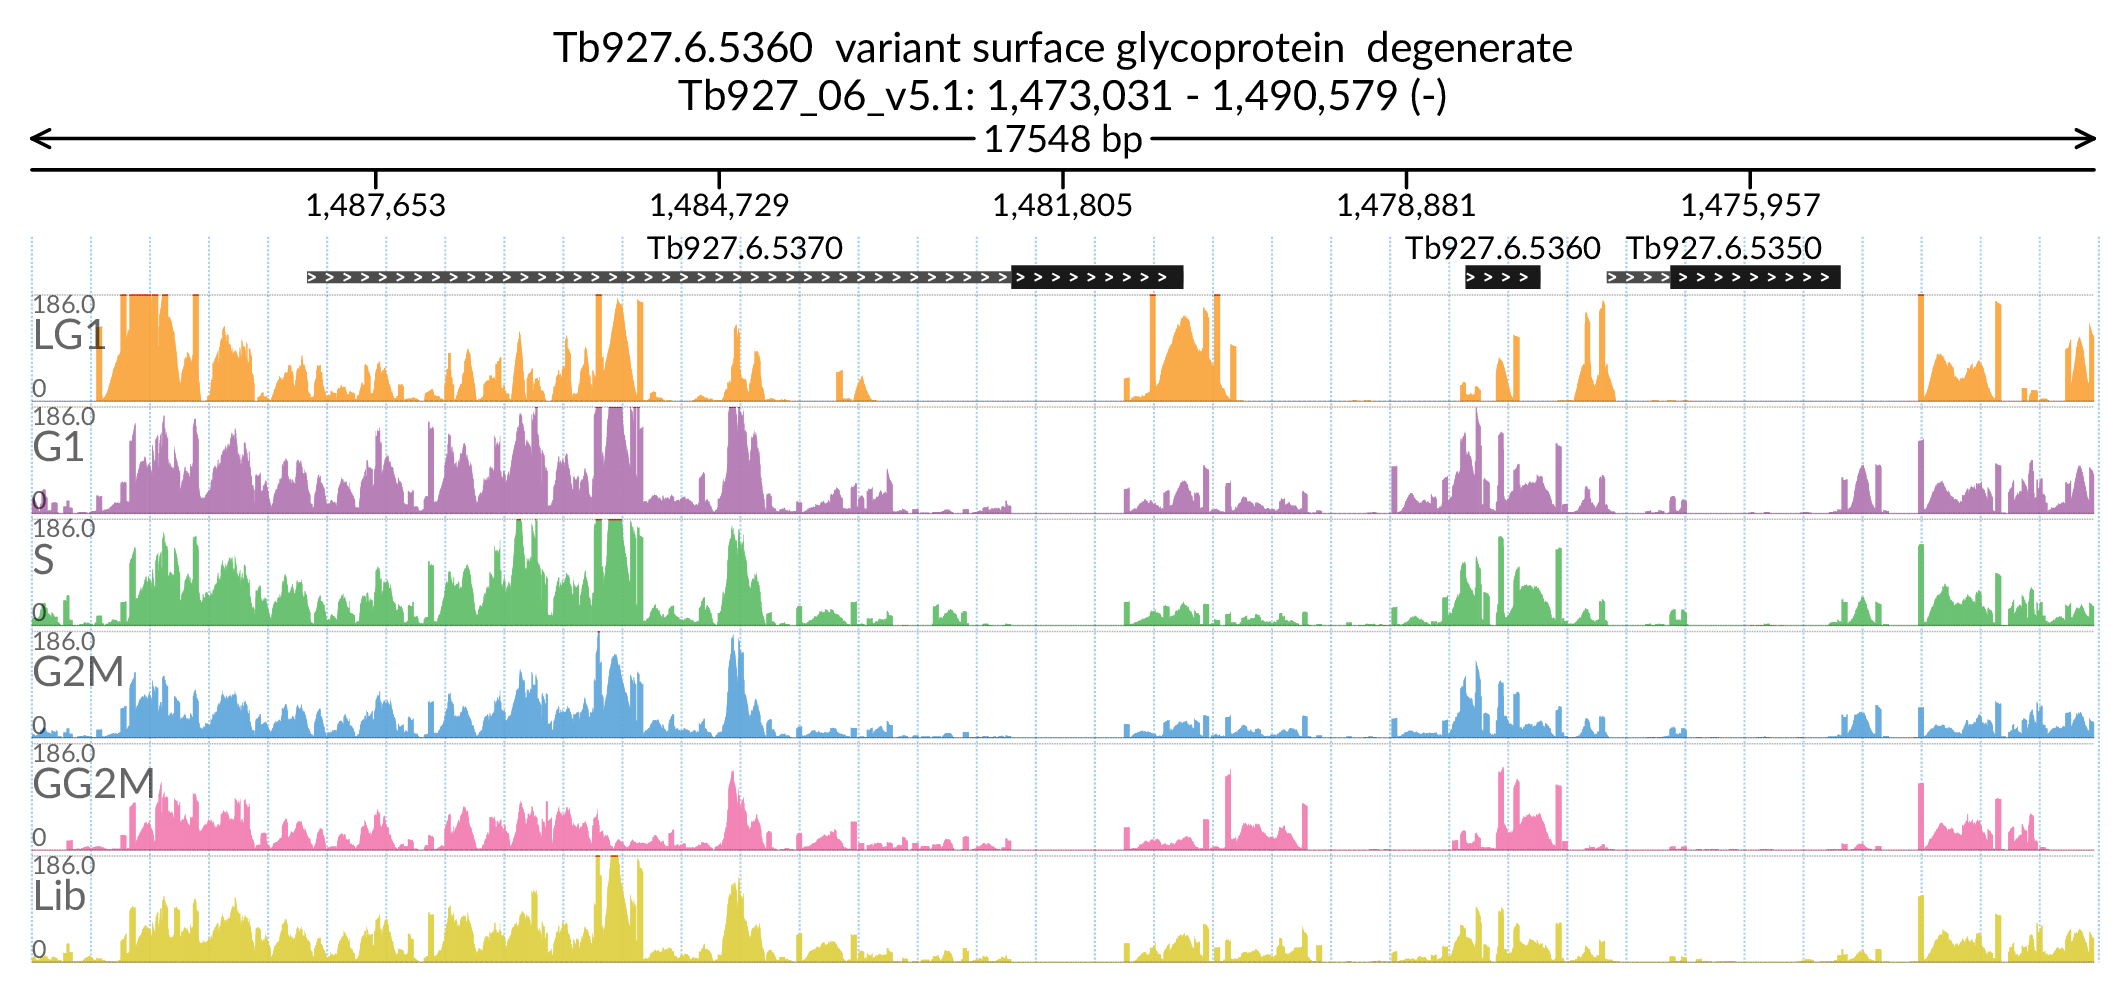 Tb927.6.5360  variant surface glycoprotein  degenerate
Tb927_06_v5.1: 1,473,031 - 1,490,579 (-)
17548 bp
1,487,653 1,484,729 1,481,805 1,478,881 1,475,957
Tb927.6.5370 Tb927.6.5360 Tb927.6.5350
186.0
LG1
0
186.0
G1
0
186.0
S
0
186.0
G2M
0
186.0
GG2M
0
186.0
Lib
0